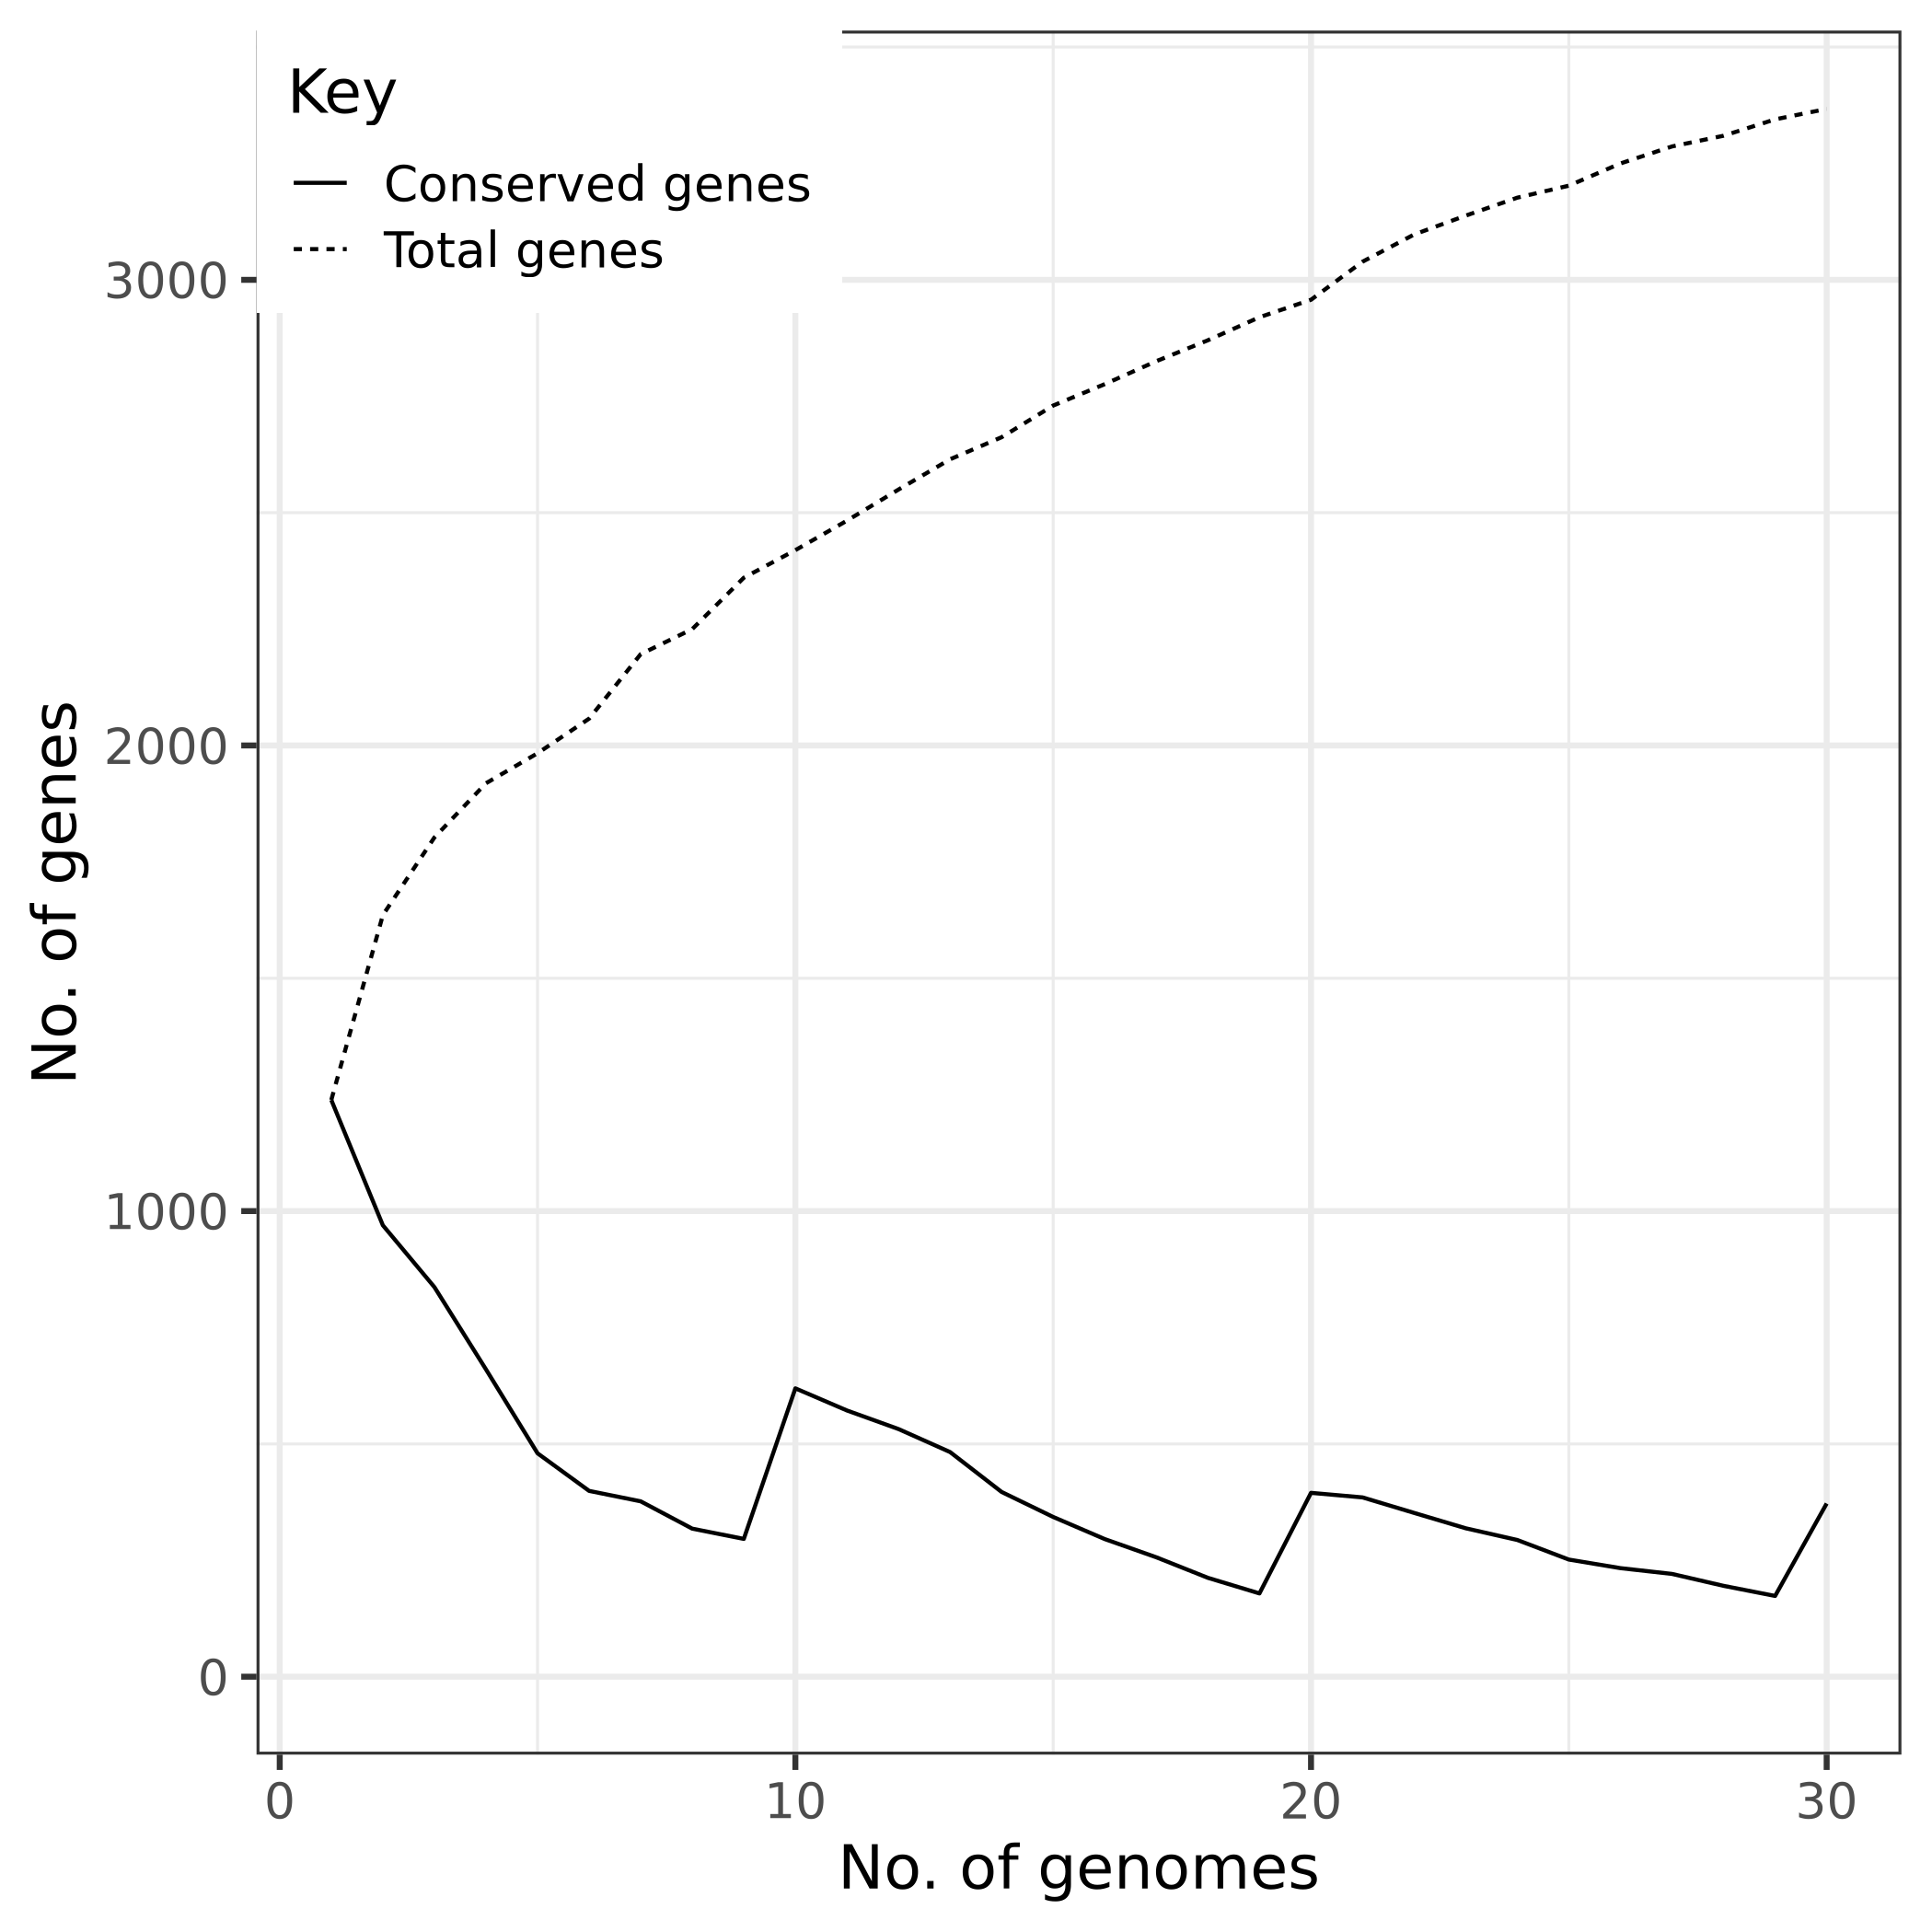 Key
Conserved genes
Total genes
3000
2000
1000
0
No. of genes
0 10 20 30
No. of genomes